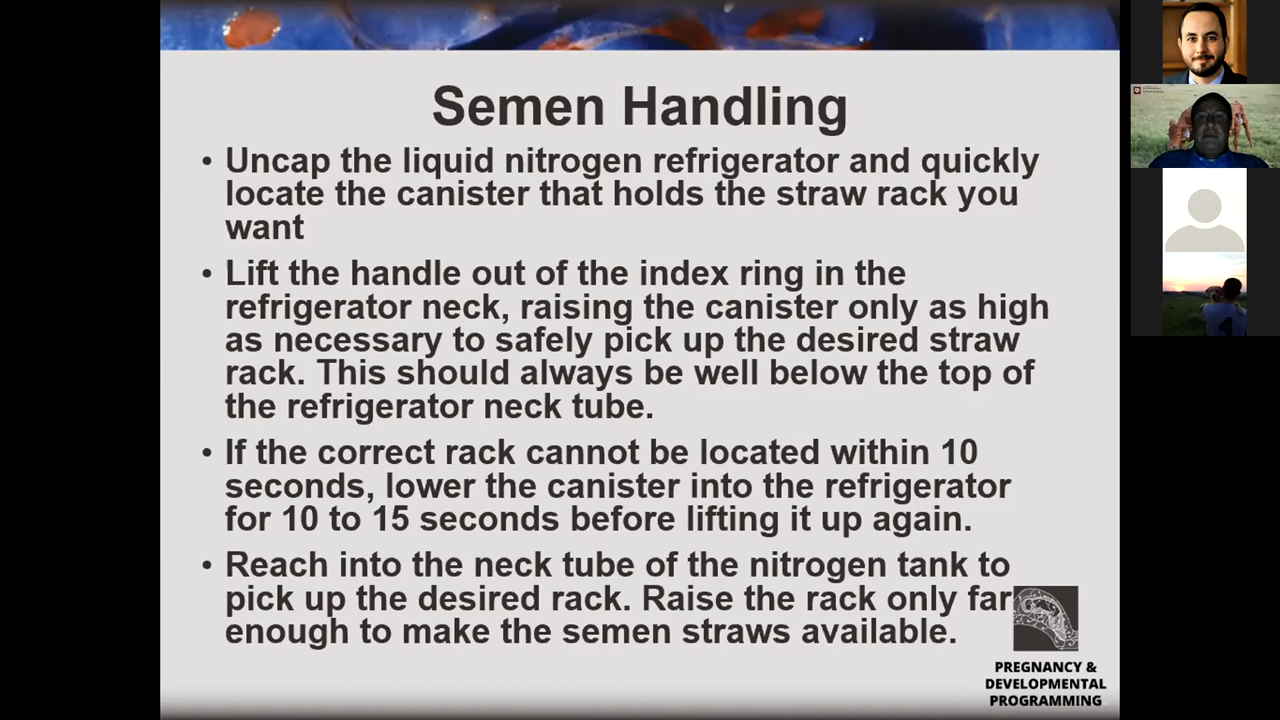 Semen Handling
• Uncap the liquid nitrogen refrigerator and quickly
locate the canister that holds the straw rack you
want
• Lift the handle out of the index ring in the
refrigerator neck, raising the canister only as high
as necessary to safely pick up the desired straw
rack. This should always be well below the top of
the refrigerator neck tube.
• If the correct rack cannot be located within 10
seconds, lower the canister into the refrigerator
for 10 to 15 seconds before lifting it up again.
• Reach into the neck tube of the nitrogen tank to
pick up the desired rack. Raise the rack only far
enough to make the semen straws available.
PREGNANCY &
DEVELOPMENTAL
PROGRAMMING